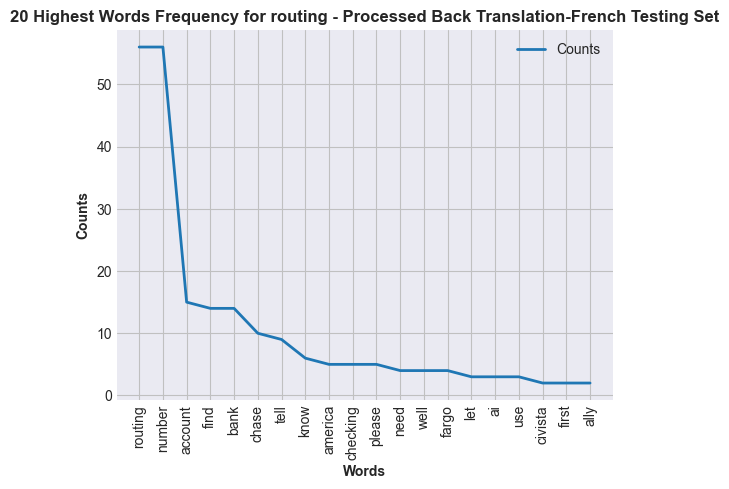 20 Highest Words Frequency for routing - Processed Back Translation-French Testing Set
Counts
50
40
30
20
10
0
Counts
routing
number
account
find
bank
chase
tell
know
america
checking
please
need
well
fargo
let
ai
use
civista
first
ally
Words